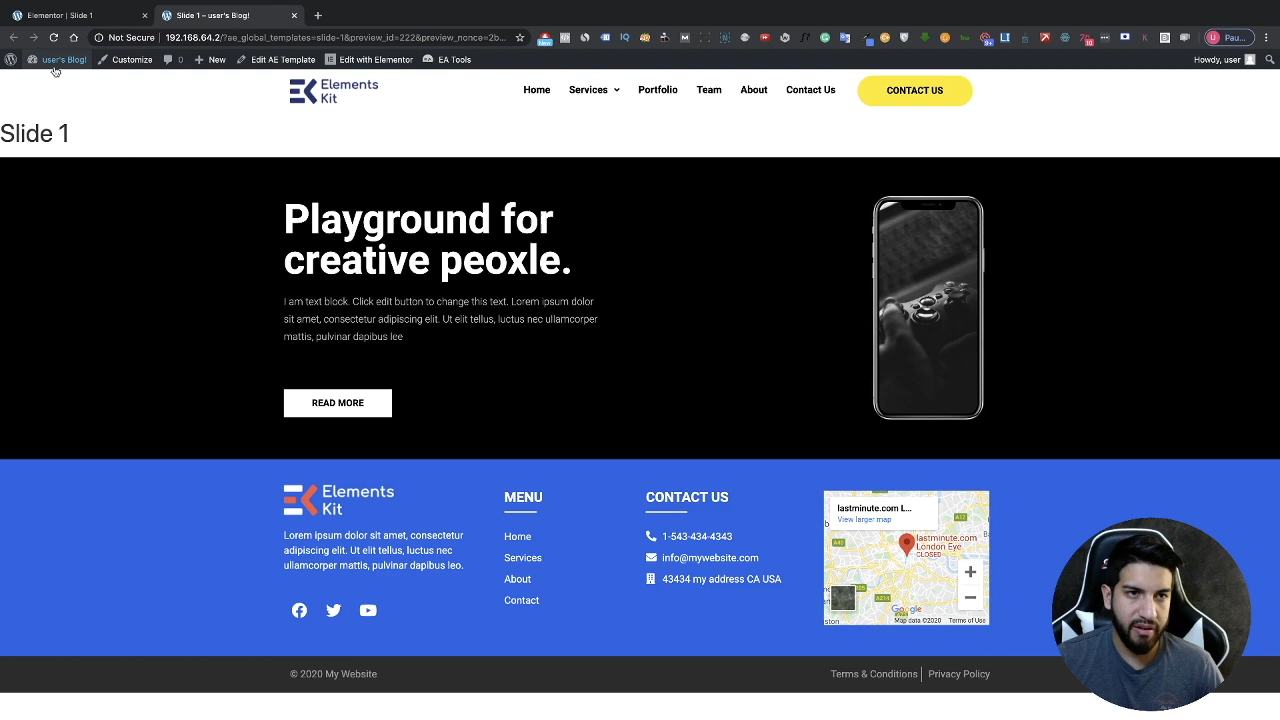 Elementor | Slide 1
Slide 1 – user's Blog!
Not Secure
192.168.64.2/?ae_global_templates=slide-1&preview_id=222&preview_nonce=2b...
New
Pau...
user's Blog!
Customize
0
New
Edit AE Template
Edit with Elementor
EA Tools
Howdy, user
Elements
Kit
Home
Services
Portfolio
Team
About
Contact Us
CONTACT US
Slide 1
Playground for
creative peoxle.
I am text block. Click edit button to change this text. Lorem ipsum dolor
sit amet, consectetur adipiscing elit. Ut elit tellus, luctus nec ullamcorper
mattis, pulvinar dapibus lee
READ MORE
Elements
Kit
Lorem ipsum dolor sit amet, consectetur
adipiscing elit. Ut elit tellus, luctus nec
ullamcorper mattis, pulvinar dapibus leo.
MENU
Home
Services
About
Contact
CONTACT US
1-543-434-4343
info@mywebsite.com
43434 my address CA USA
lastminute.com L...
View larger map
lastminute.com
London Eye
CLOSED
Google
Map data ©2020
Terms of Use
© 2020 My Website
Terms & Conditions
Privacy Policy